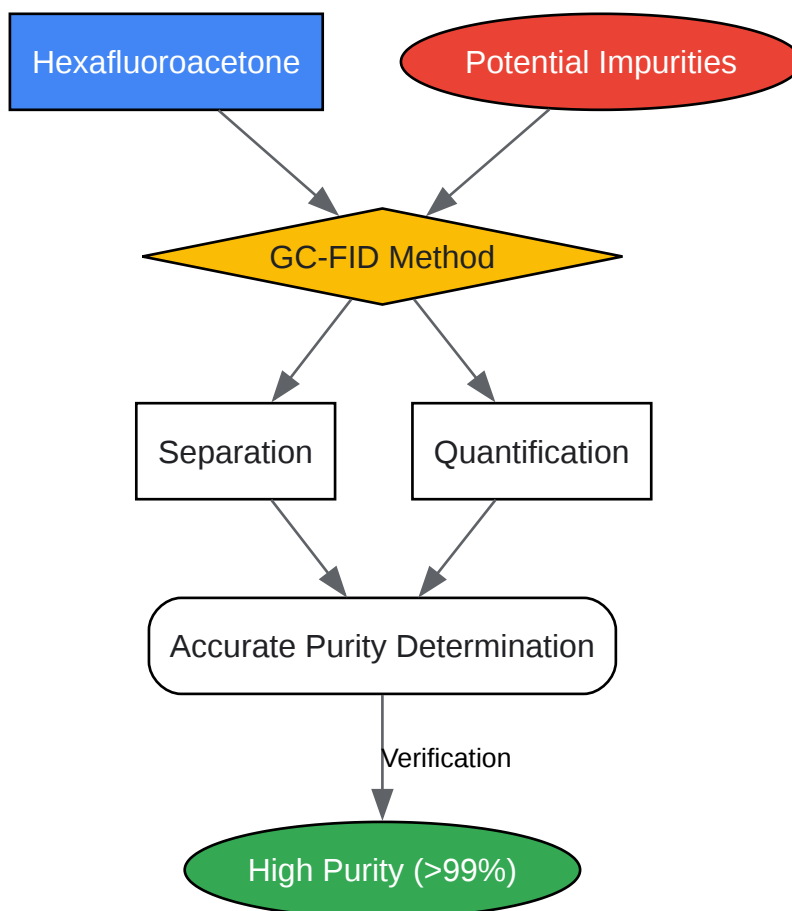 Hexafluoroacetone
Potential Impurities
GC-FID Method
Separation
Quantification
Accurate Purity Determination
Verification
High Purity (>99%)